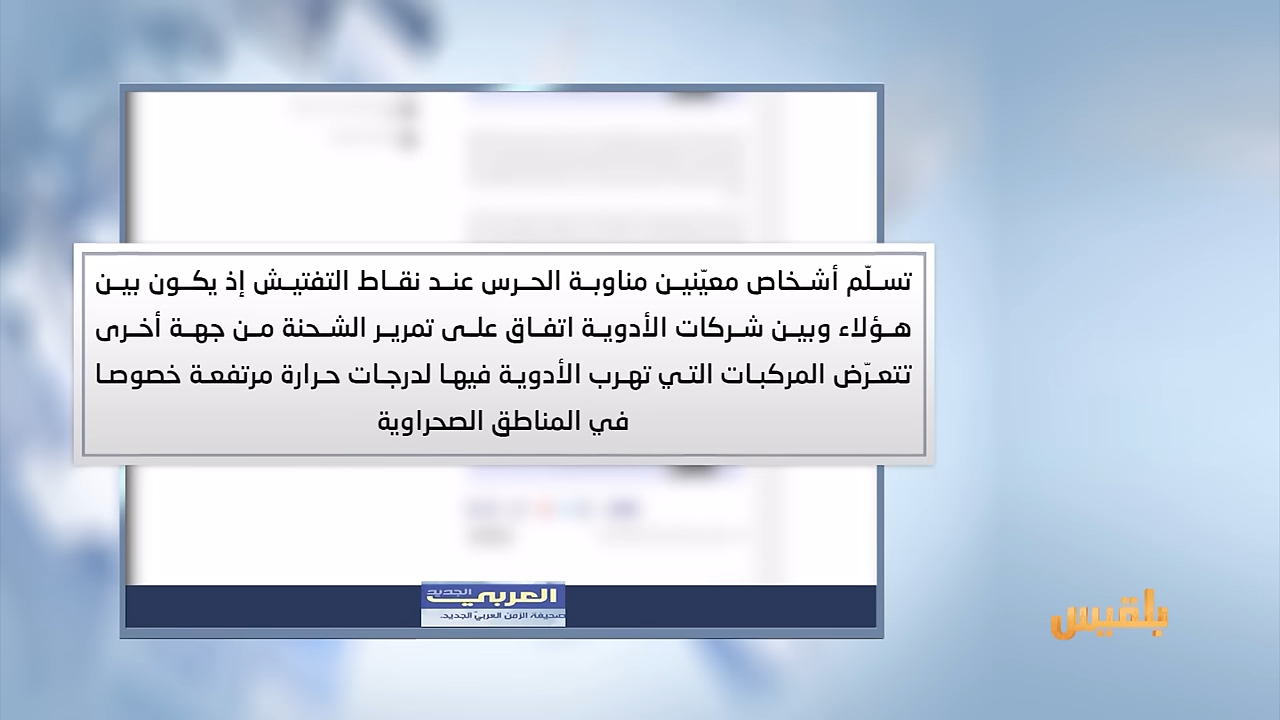 تسلّم أشخاص معيّنين مناوبة الحرس عند نقاط التفتيش إذ يكون بين
هؤلاء وبين شركات الأدوية اتفاق على تمرير الشحنة من جهة أخرى
تتعرّض المركبات التي تهرب الأدوية فيها لدرجات حرارة مرتفعة خصوصا
في المناطق الصحراوية
العربي الجديد
صحيفة الزمن العربيّ الجديد.
بلقيس